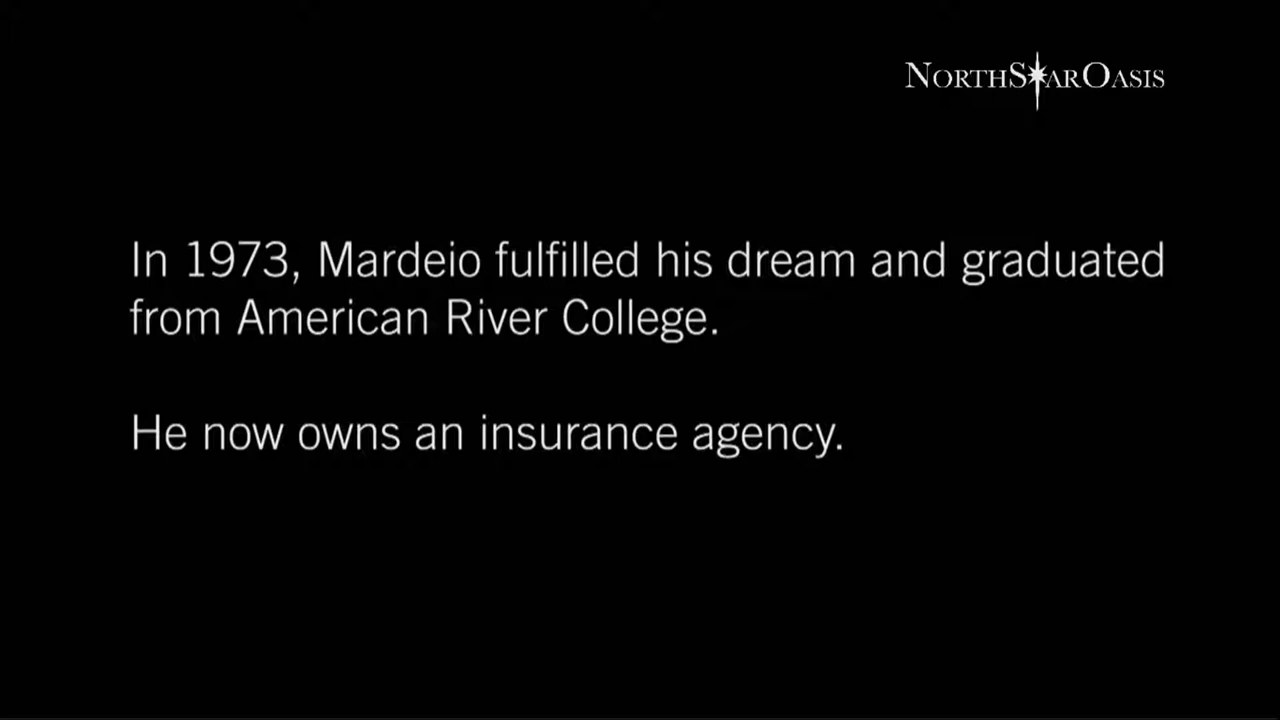 NORTHSTAROASIS
In 1973, Mardeio fulfilled his dream and graduated
from American River College.
He now owns an insurance agency.